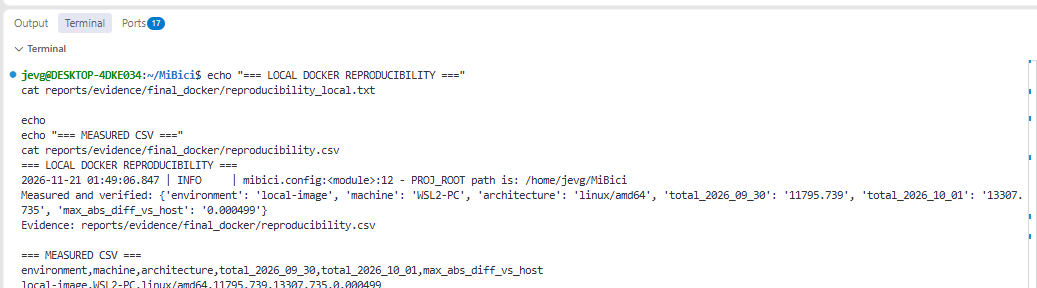 Output Terminal Ports 17
Terminal
jevg@DESKTOP-4DKE034:~/MiBici$ echo "=== LOCAL DOCKER REPRODUCIBILITY ==="
cat reports/evidence/final_docker/reproducibility_local.txt
echo
echo "=== MEASURED CSV ==="
cat reports/evidence/final_docker/reproducibility.csv
=== LOCAL DOCKER REPRODUCIBILITY ===
2026-11-21 01:49:06.947 | INFO     | mibici.config:<module>:12 - PROJ_ROOT path is: /home/jevg/MiBici
Measured and verified: {'environment': 'local-image', 'machine': 'WSL2-PC', 'architecture': 'linux/amd64', 'total_2026_09_30': '11795.739', 'total_2026_10_01': '13307.
735', 'max_abs_diff_vs_host': '0.000499'}
Evidence: reports/evidence/final_docker/reproducibility.csv
=== MEASURED CSV ===
environment,machine,architecture,total_2026_09_30,total_2026_10_01,max_abs_diff_vs_host
local-image,WSL2-PC,linux/amd64,11795.739,13307.735,0.000499